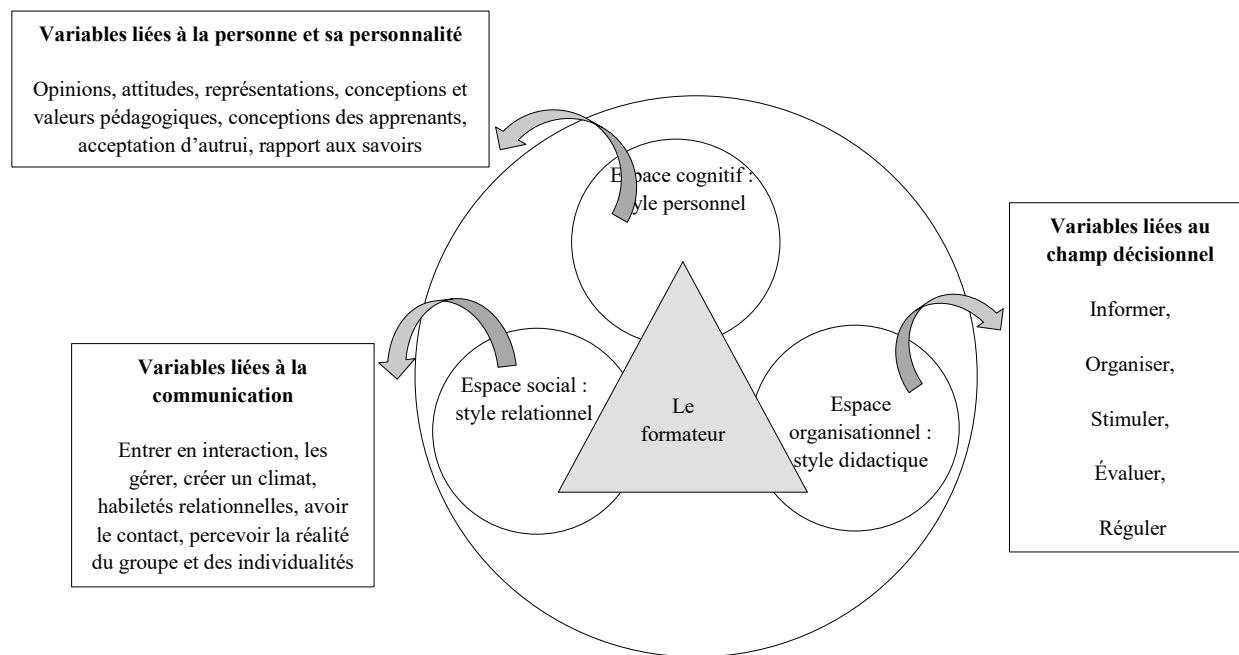 Variables liées à la personne et sa personnalité
Opinions, attitudes, représentations, conceptions et
valeurs pédagogiques, conceptions des apprenants,
acceptation d’autrui, rapport aux savoirs
Espace cognitif :
style personnel
Variables liées au
champ décisionnel
Informer,
Organiser,
Stimuler,
Évaluer,
Réguler
Variables liées à la
communication
Entrer en interaction, les
gérer, créer un climat,
habiletés relationnelles, avoir
le contact, percevoir la réalité
du groupe et des individualités
Espace social :
style relationnel
Le
formateur
Espace
organisationnel :
style didactique